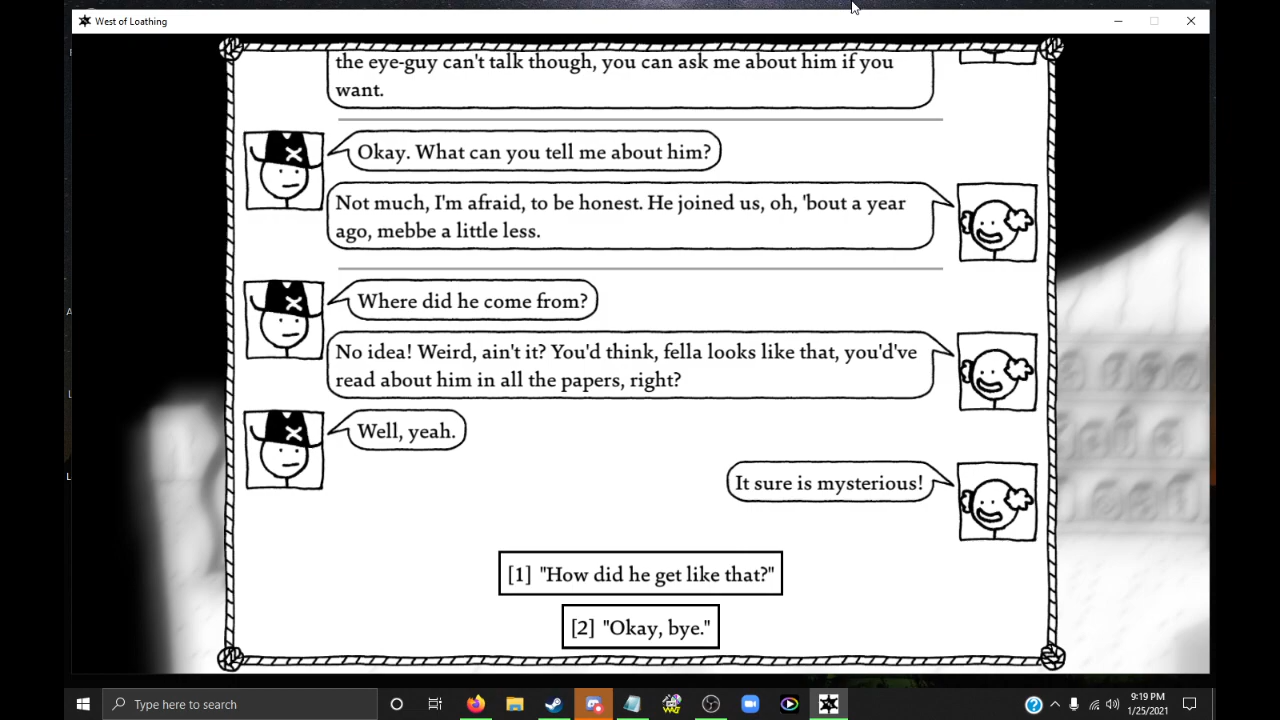 West of Loathing
the eye-guy can't talk though, you can ask me about him if you
want.
Okay. What can you tell me about him?
Not much, I'm afraid, to be honest. He joined us, oh, 'bout a year
ago, mebbe a little less.
Where did he come from?
No idea! Weird, ain't it? You'd think, fella looks like that, you'd've
read about him in all the papers, right?
Well, yeah.
It sure is mysterious!
[1] "How did he get like that?"
[2] "Okay, bye."
Type here to search
9:19 PM
1/25/2021